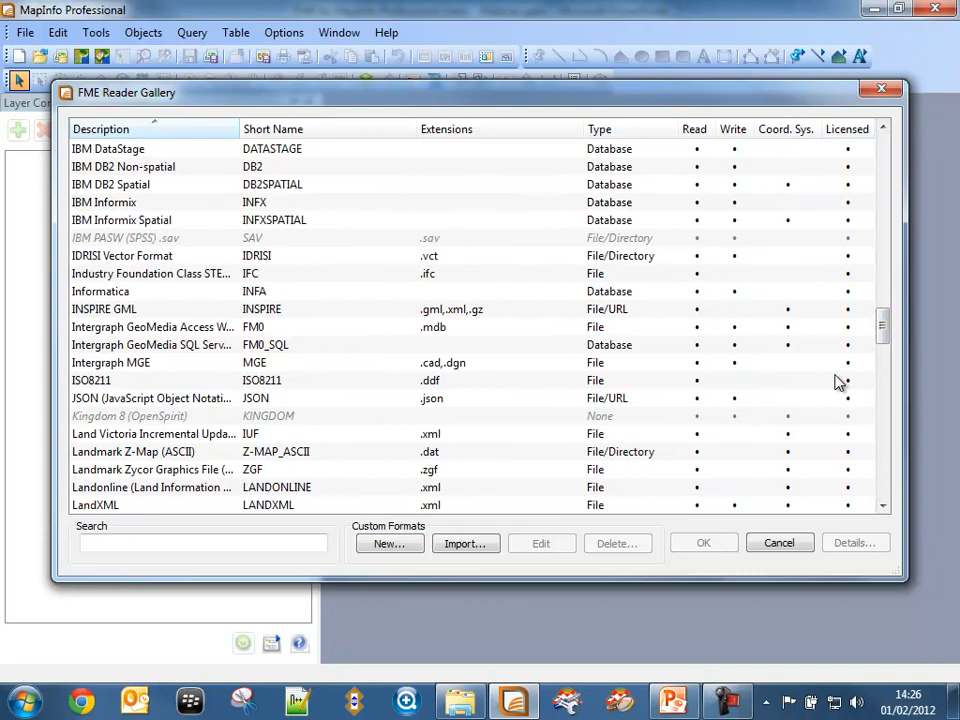 MapInfo Professional
File Edit Tools Objects Query Table Options Window Help
Layer Con
FME Reader Gallery
Description Short Name Extensions Type Read Write Coord. Sys. Licensed
IBM DataStage DATASTAGE Database • • •
IBM DB2 Non-spatial DB2 Database • • •
IBM DB2 Spatial DB2SPATIAL Database • • • •
IBM Informix INFX Database • • •
IBM Informix Spatial INFXSPATIAL Database • • • •
IBM PASW (SPSS) .sav SAV .sav File/Directory • • •
IDRISI Vector Format IDRISI .vct File/Directory • • •
Industry Foundation Class STE... IFC .ifc File • •
Informatica INFA Database • • •
INSPIRE GML INSPIRE .gml,.xml,.gz File/URL • • •
Intergraph GeoMedia Access W... FM0 .mdb File • • • •
Intergraph GeoMedia SQL Serv... FM0_SQL Database • • • •
Intergraph MGE MGE .cad,.dgn File • • •
ISO8211 ISO8211 .ddf File • •
JSON (JavaScript Object Notati... JSON .json File/URL • • • •
Kingdom 8 (OpenSpirit) KINGDOM None • • • •
Land Victoria Incremental Upda... IUF .xml File • • •
Landmark Z-Map (ASCII) Z-MAP_ASCII .dat File/Directory • • •
Landmark Zycor Graphics File (... ZGF .zgf File • • •
Landonline (Land Information ... LANDONLINE .xml File • • •
LandXML LANDXML .xml File • • • •
Search Custom Formats
New... Import... Edit Delete... OK Cancel Details...
14:26
01/02/2012